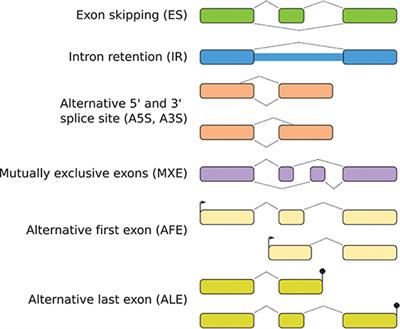 Exon skipping (ES)
Intron retention (IR)
Alternative 5' and 3'
splice site (A5S, A3S)
Mutually exclusive exons (MXE)
Alternative first exon (AFE)
Alternative last exon (ALE)